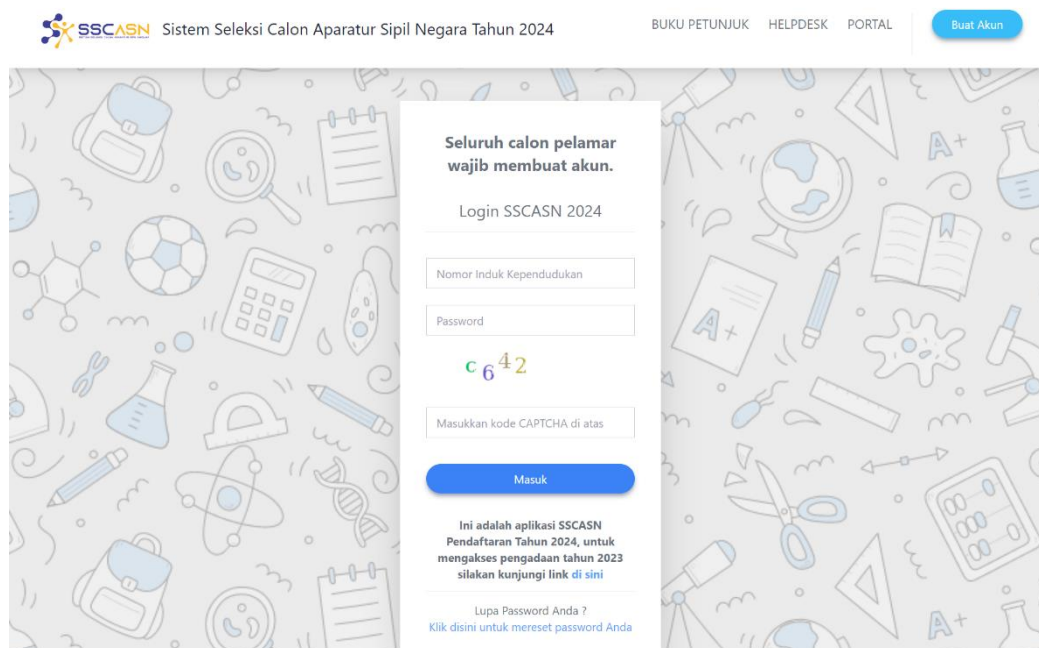 SSCASN Sistem Seleksi Calon Aparatur Sipil Negara Tahun 2024
BUKU PETUNJUK HELPDESK PORTAL Buat Akun
Seluruh calon pelamar
wajib membuat akun.
Login SSCASN 2024
Nomor Induk Kependudukan
Password
c642
Masukkan kode CAPTCHA di atas
Masuk
Ini adalah aplikasi SSCASN
Pendaftaran Tahun 2024, untuk
mengakses pengadaan tahun 2023
silakan kunjungi link di sini
Lupa Password Anda ?
Klik disini untuk mereset password Anda
A+
A+
A+